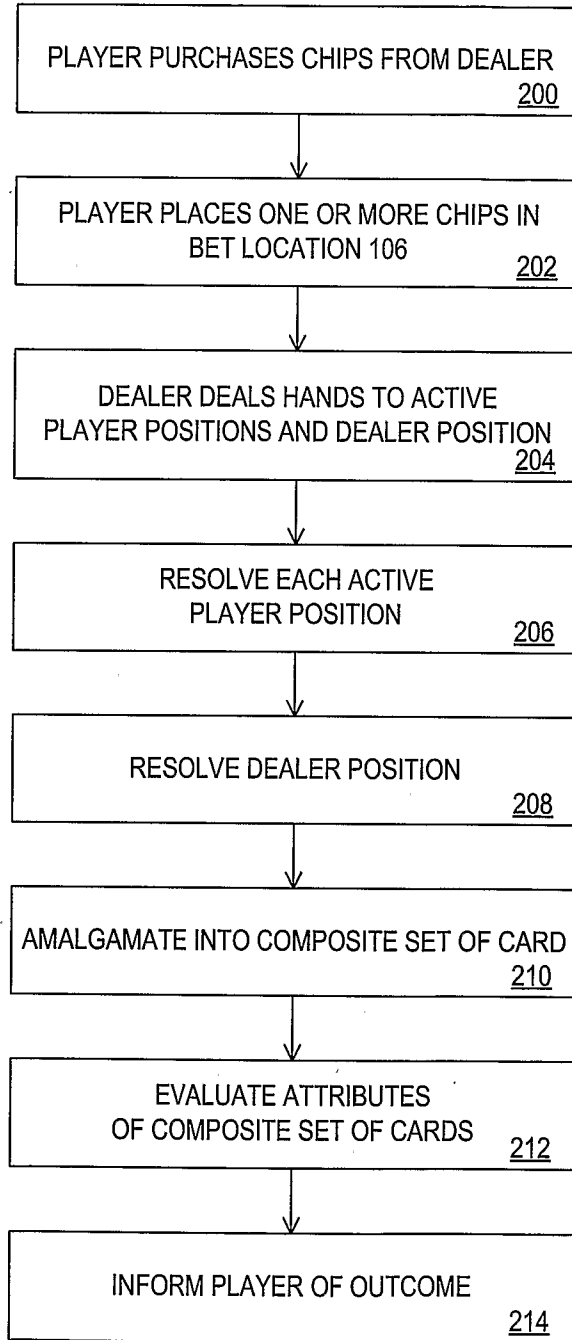 PLAYER PURCHASES CHIPS FROM DEALER
200
PLAYER PLACES ONE OR MORE CHIPS IN
BET LOCATION 106
202
DEALER DEALS HANDS TO ACTIVE
PLAYER POSITIONS AND DEALER POSITION
204
RESOLVE EACH ACTIVE
PLAYER POSITION
206
RESOLVE DEALER POSITION
208
AMALGAMATE INTO COMPOSITE SET OF CARD
210
EVALUATE ATTRIBUTES
OF COMPOSITE SET OF CARDS
212
INFORM PLAYER OF OUTCOME
214